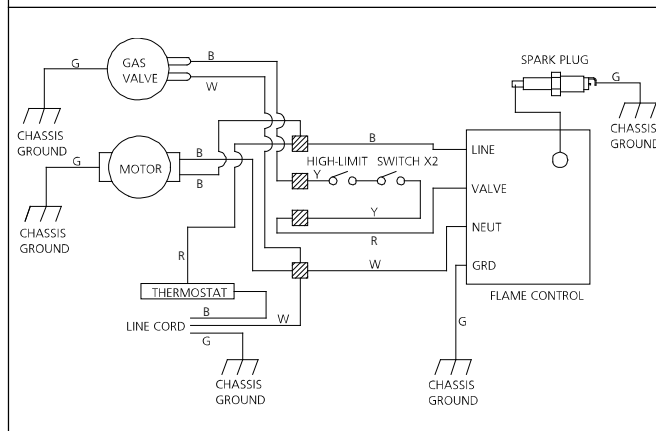 SPARK PLUG
GAS
VALVE
G
B
W
G
CHASSIS
GROUND
CHASSIS
GROUND
MOTOR
G
B
B
B
HIGH-LIMIT SWITCH X2
Y
LINE
VALVE
NEUT
GRD
Y
R
W
CHASSIS
GROUND
R
THERMOSTAT
FLAME CONTROL
B
LINE CORD
W
G
G
CHASSIS
GROUND
CHASSIS
GROUND